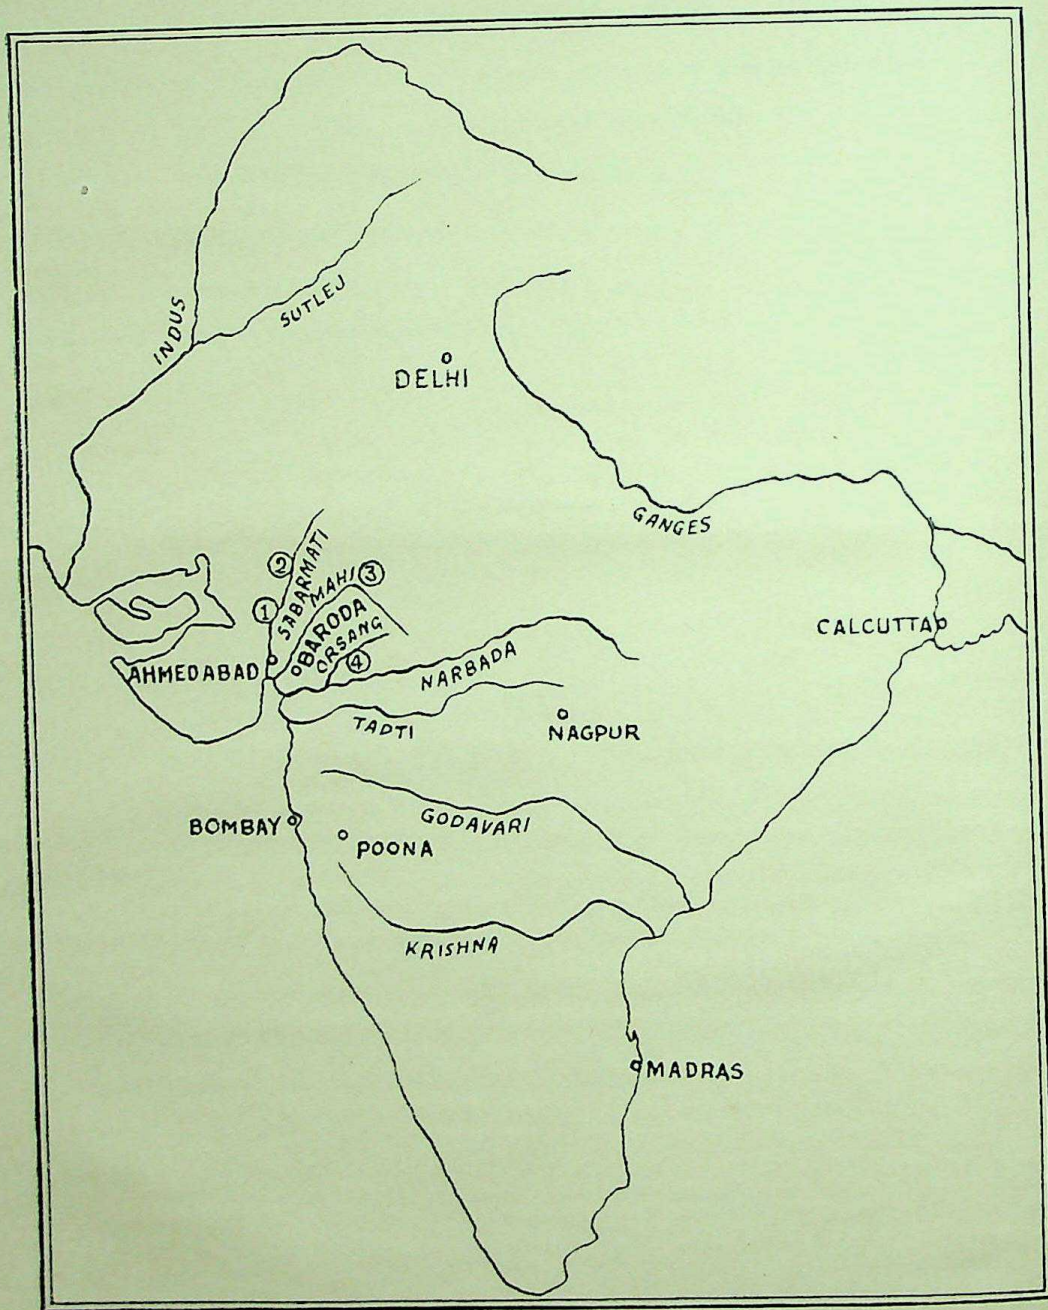 INDUS
SUTLEJ
DELHI
GANGES
②
SABARMATI
MAHI
③
①
BARODA
ORSANG
④
CALCUTTA
AHMEDABAD
NARBADA
TADTI
NAGPUR
BOMBAY
GODAVARI
POONA
KRISHNA
MADRAS